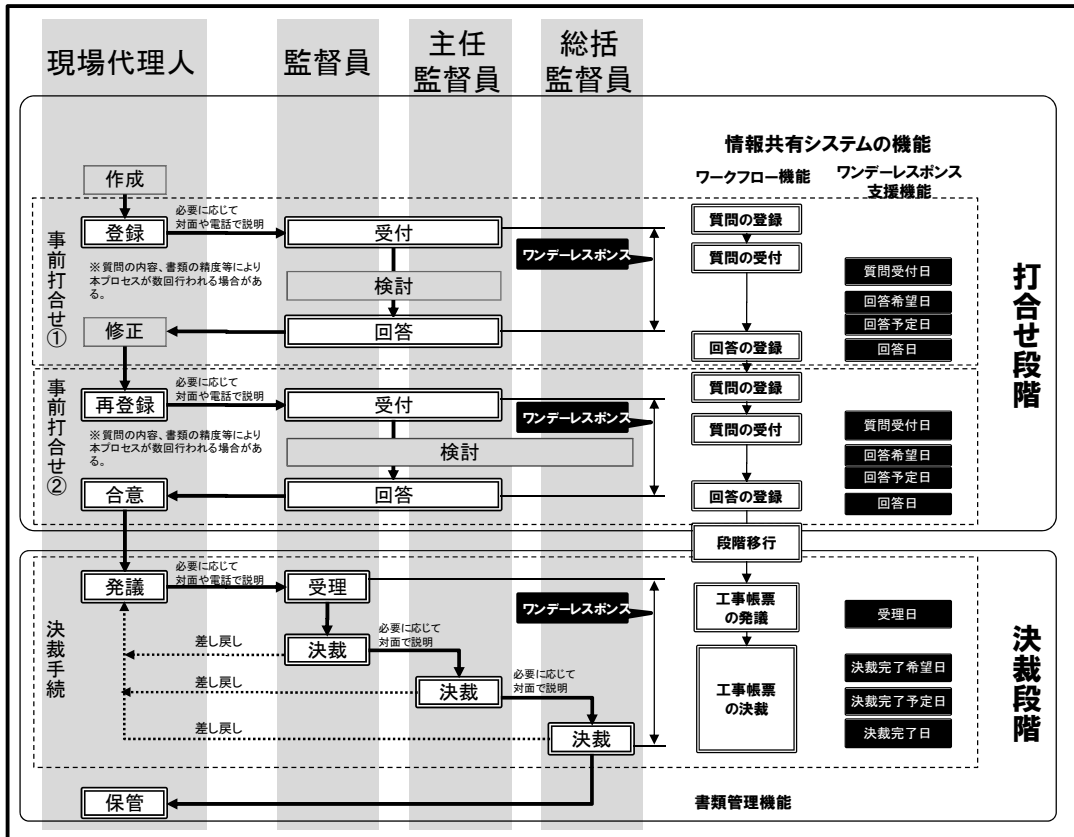 現場代理人
監督員
主任
監督員
総括
監督員
情報共有システムの機能
ワークフロー機能
ワンデーレスポンス
支援機能
打合せ段階
作成
事前打合せ①
登録
必要に応じて
対面や電話で説明
受付
※質問の内容、書類の精度等により
本プロセスが数回行われる場合があ
る。
検討
修正
回答
ワンデーレスポンス
質問の登録
質問の受付
回答の登録
質問受付日
回答希望日
回答予定日
回答日
事前打合せ②
再登録
必要に応じて
対面や電話で説明
受付
※質問の内容、書類の精度等により
本プロセスが数回行われる場合があ
る。
検討
合意
回答
ワンデーレスポンス
質問の登録
質問の受付
回答の登録
質問受付日
回答希望日
回答予定日
回答日
段階移行
決裁段階
決裁手続
発議
必要に応じて
対面や電話で説明
受理
ワンデーレスポンス
工事帳票
の発議
受理日
差し戻し
決裁
必要に応じて
対面で説明
差し戻し
決裁
必要に応じて
対面で説明
差し戻し
決裁
工事帳票
の決裁
決裁完了希望日
決裁完了予定日
決裁完了日
保管
書類管理機能